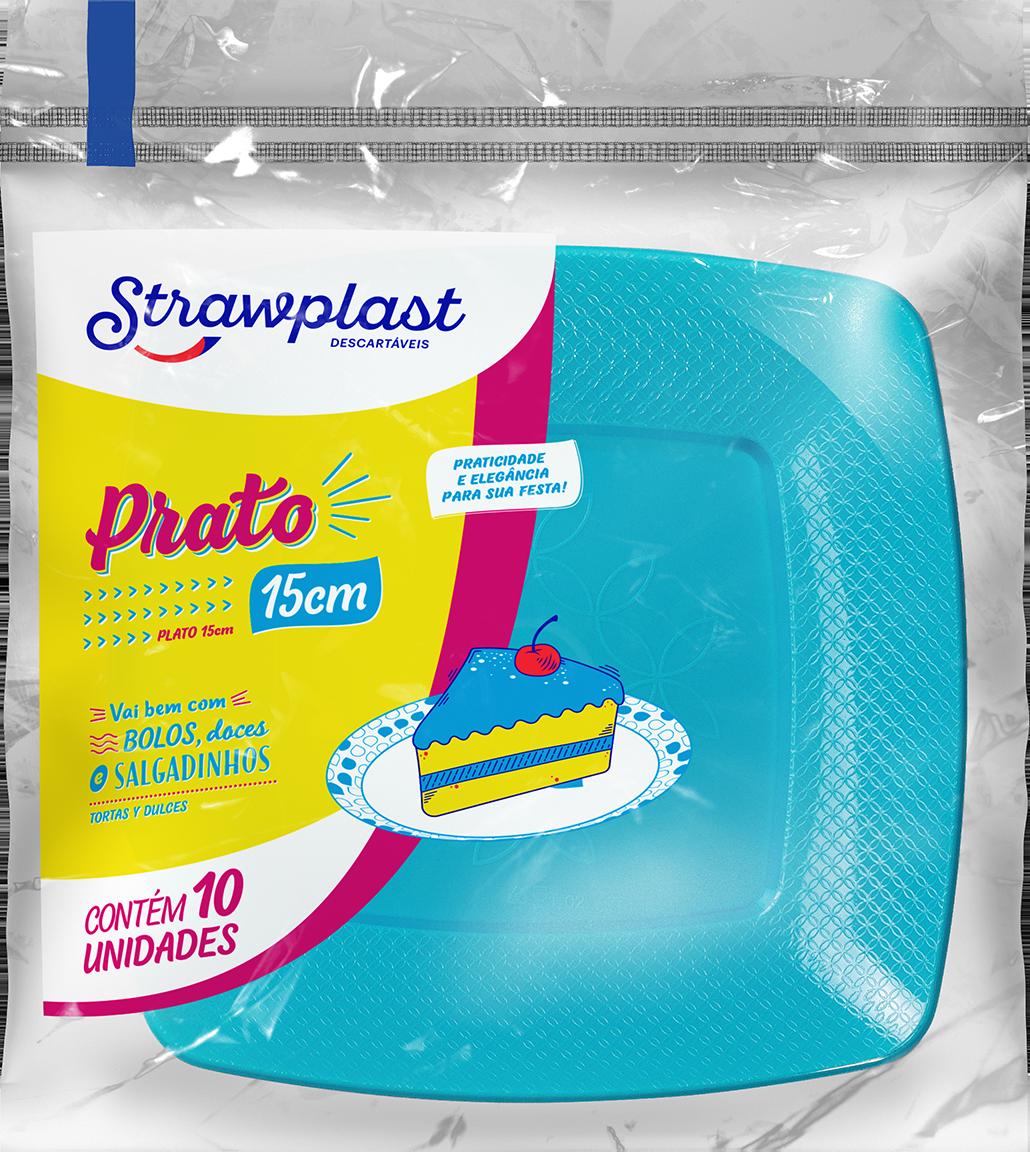 Strawplast
DESCARTÁVEIS
PRATICIDADE
E ELEGÂNCIA
PARA SUA FESTA!
Prato
15cm
PLATO 15cm
Vai bem com
BOLOS, doces
e SALGADINHOS
TORTAS Y DULCES
CONTÉM 10
UNIDADES